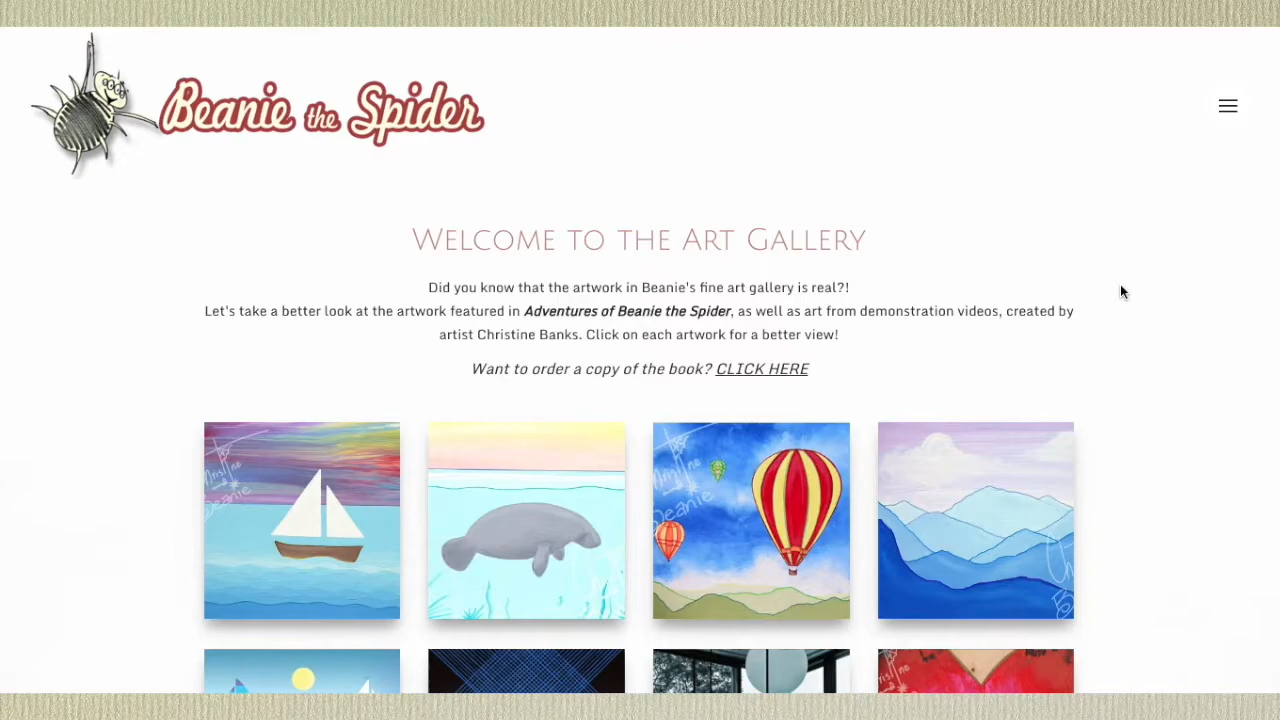 Beanie the Spider
Welcome to the Art Gallery
Did you know that the artwork in Beanie's fine art gallery is real?!
Let's take a better look at the artwork featured in Adventures of Beanie the Spider, as well as art from demonstration videos, created by
artist Christine Banks. Click on each artwork for a better view!
Want to order a copy of the book? CLICK HERE